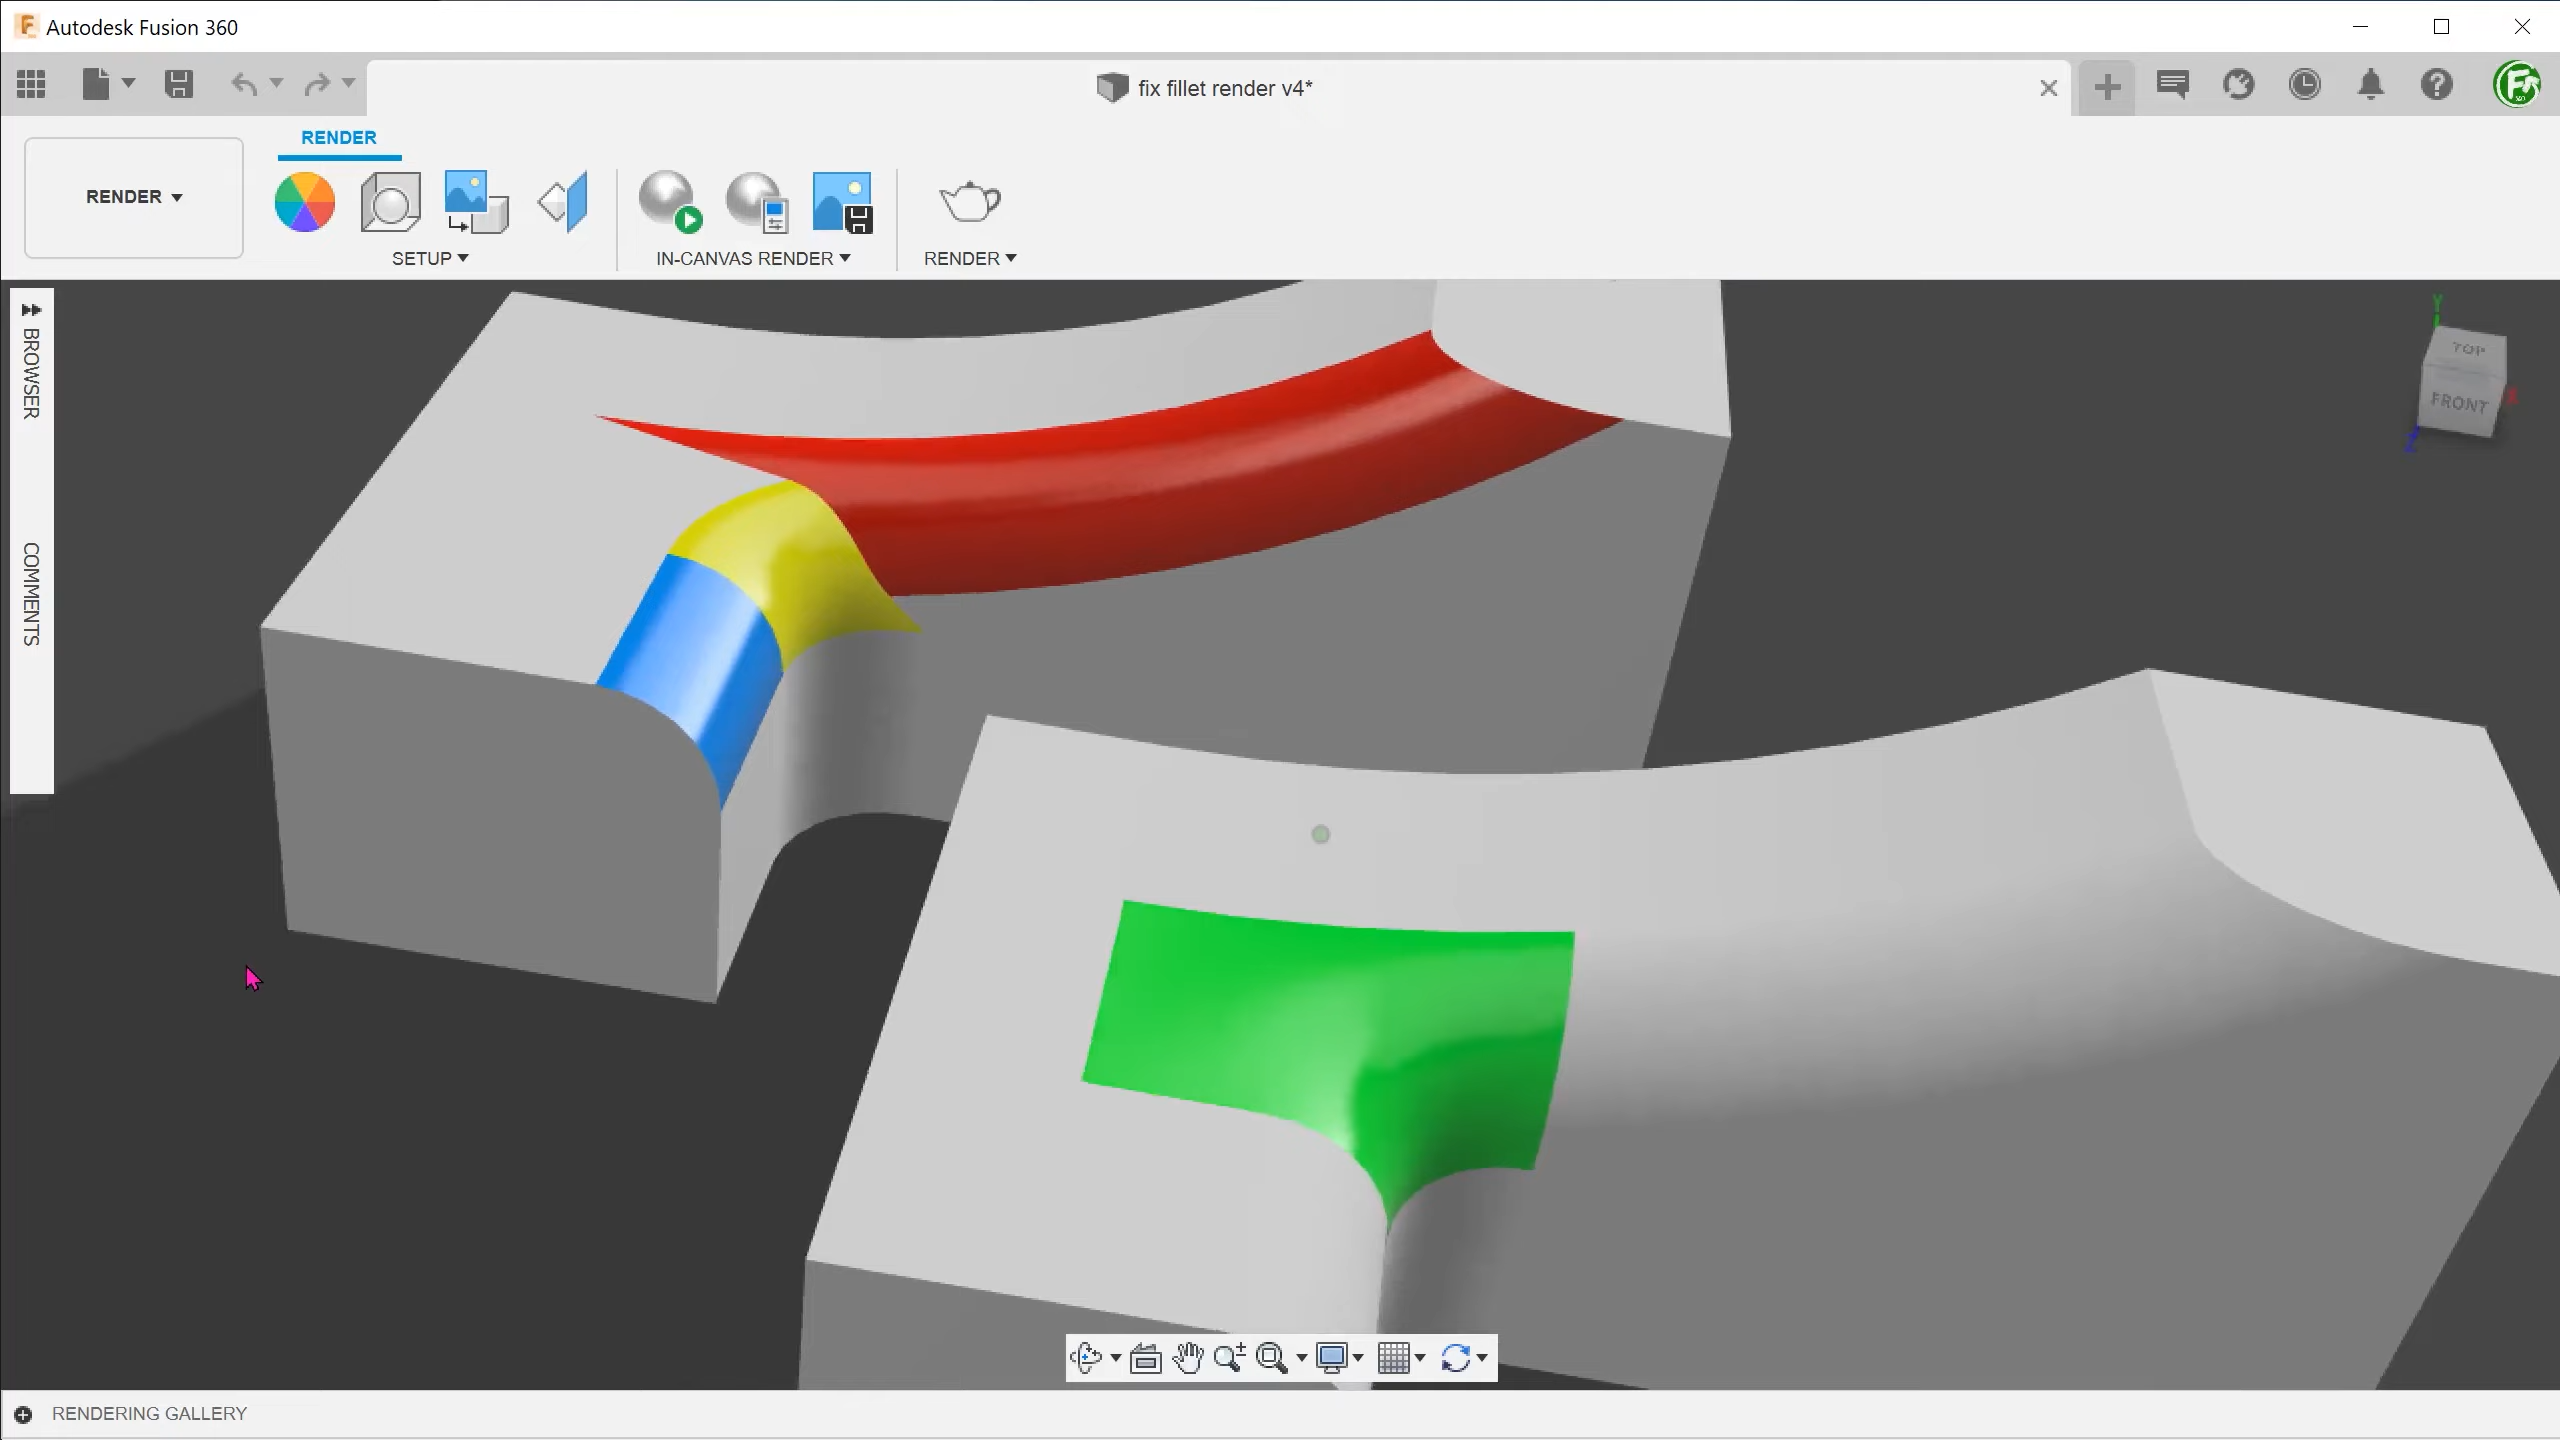 Autodesk Fusion 360
fix fillet render v4*
RENDER
RENDER
SETUP
IN-CANVAS RENDER
RENDER
BROWSER
COMMENTS
Y
TOP
FRONT
X
Z
RENDERING GALLERY